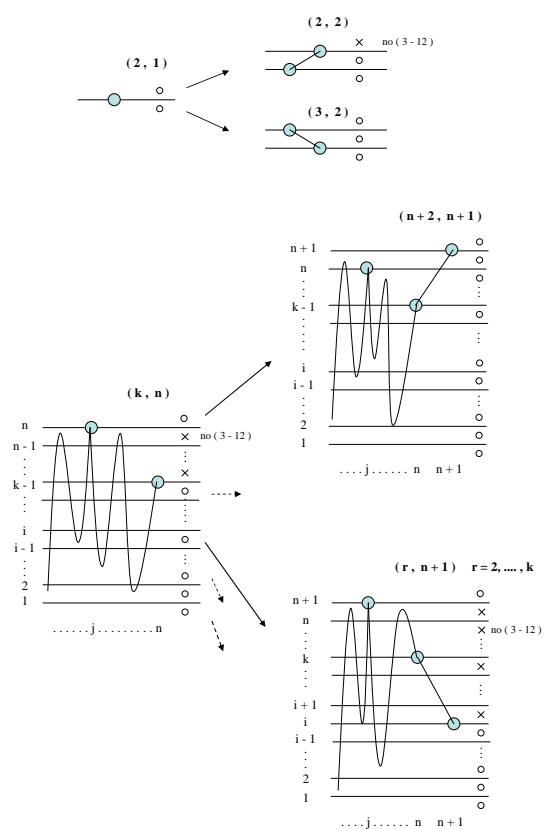 ( 2 , 2 )
no ( 3 - 12 )
( 2 , 1 )
( 3 , 2 )
( n + 2 , n + 1 )
n + 1
n
k - 1
i
i - 1
2
1
. . . . j . . . . . . n n + 1
( k , n )
n
n - 1
no ( 3 - 12 )
k - 1
i
i - 1
2
1
. . . . . . j . . . . . . . . . n
( r , n + 1 ) r = 2, .... , k
n + 1
n
no ( 3 - 12 )
k
i + 1
i
i - 1
2
1
. . . . j . . . . . . n n + 1